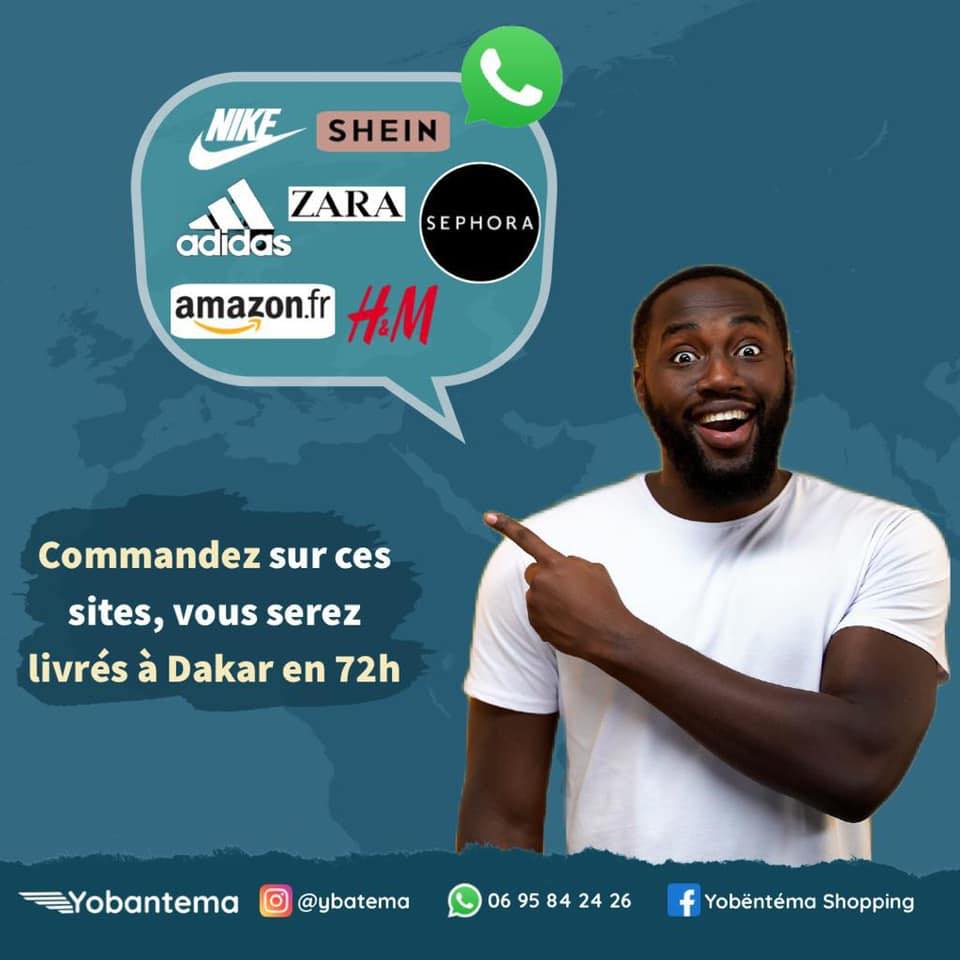 NIKE
SHEIN
adidas
ZARA
SEPHORA
amazon.fr
H&M
Commandez sur ces
sites, vous serez
livrés à Dakar en 72h
Yobantema
@ybatema
06 95 84 24 26
Yobëntéma Shopping